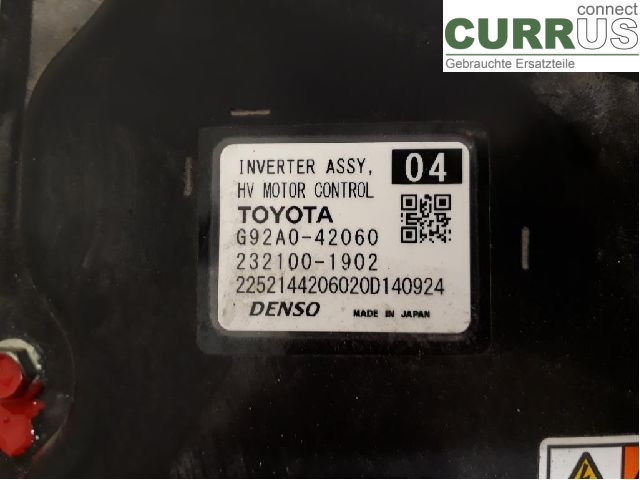 connect
CURRUS
Gebrauchte Ersatzteile
INVERTER ASSY, 04
HV MOTOR CONTROL
TOYOTA
G92A0-42060
232100-1902
2252144206020D140924
DENSO MADE IN JAPAN